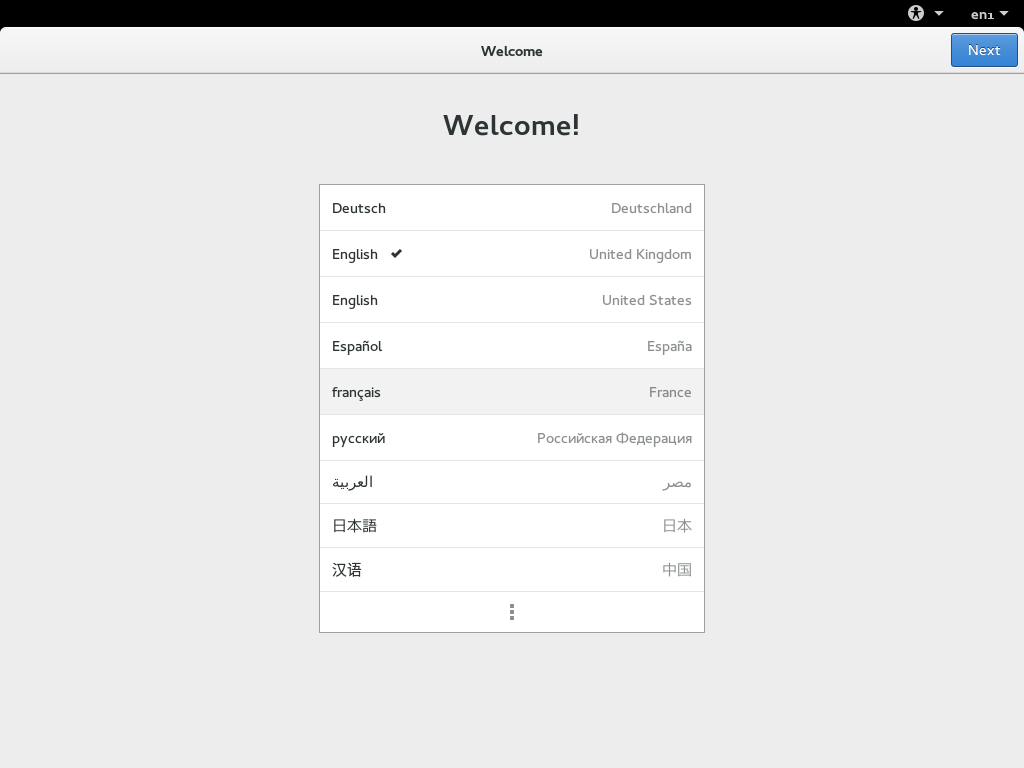 en₁
Welcome
Next
Welcome!
Deutsch Deutschland
English United Kingdom
English United States
Español España
français France
русский Российская Федерация
العربية مصر
日本語 日本
汉语 中国